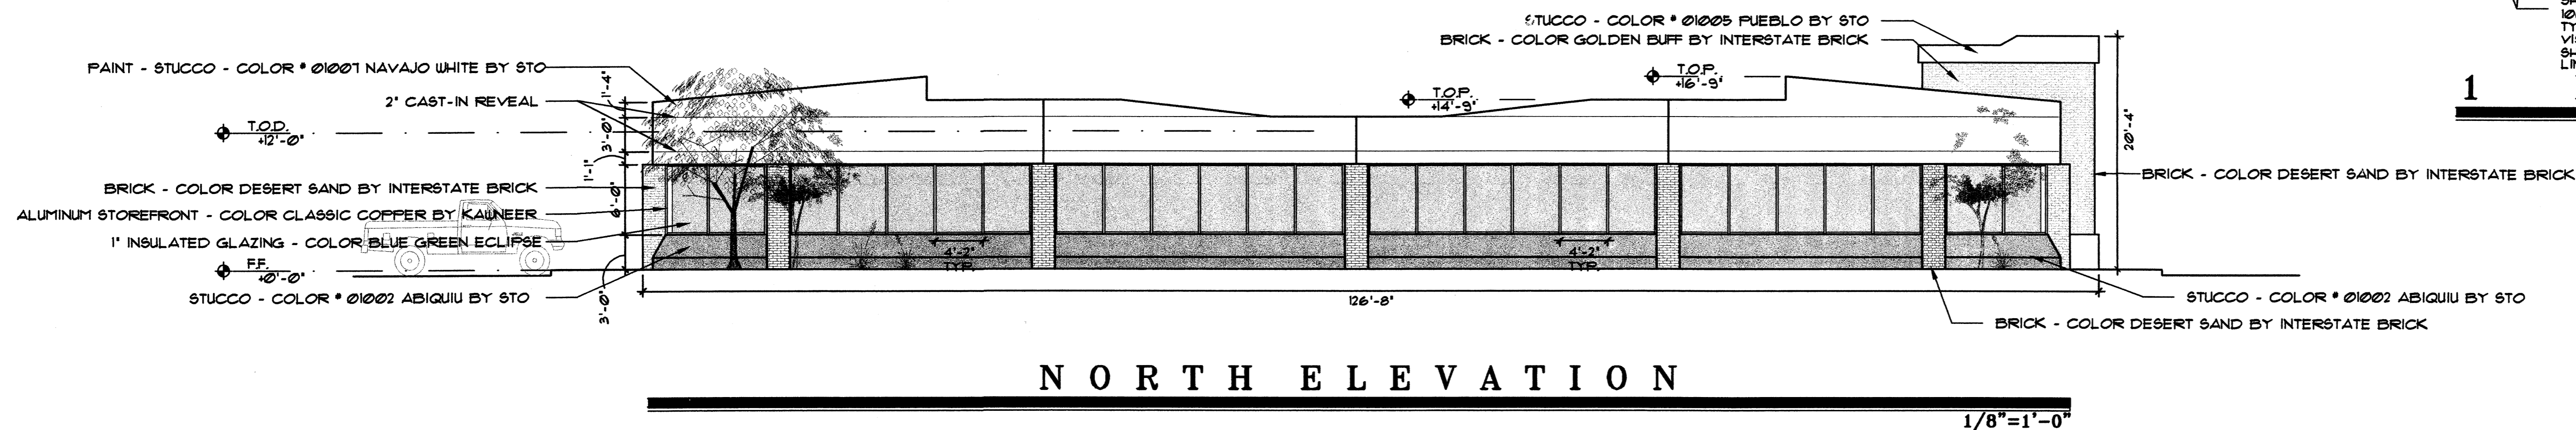 STUCCO - COLOR # 01005 PUEBLO BY STO
BRICK - COLOR GOLDEN BUFF BY INTERSTATE BRICK
PAINT - STUCCO - COLOR # 01007 NAVAJO WHITE BY STO
2" CAST-IN REVEAL
T.O.D.
+12'-0"
BRICK - COLOR DESERT SAND BY INTERSTATE BRICK
ALUMINUM STOREFRONT - COLOR CLASSIC COPPER BY KAWNEER
1" INSULATED GLAZING - COLOR BLUE GREEN ECLIPSE
F.F.
+0'-0"
STUCCO - COLOR # 01002 ABIQUIU BY STO
1'-4"
3'-0"
1'-1"
6'-0"
3'-0"
T.O.P.
+14'-9"
T.O.P.
+16'-9"
4'-2"
TYP.
4'-2"
TYP.
126'-8"
20'-4"
BRICK - COLOR DESERT SAND BY INTERSTATE BRICK
STUCCO - COLOR # 01002 ABIQUIU BY STO
BRICK - COLOR DESERT SAND BY INTERSTATE BRICK
1
NORTH ELEVATION
1/8"=1'-0"